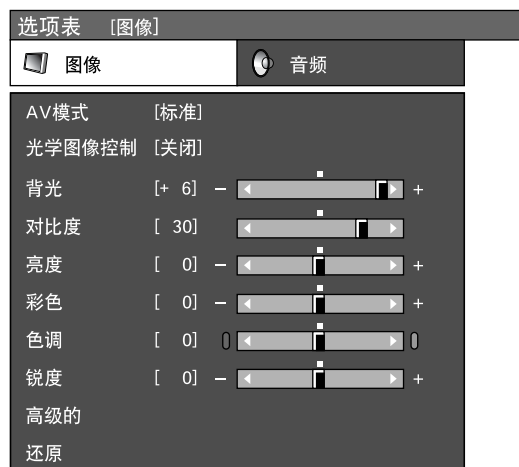 选项表 [图像]
图像 音频
AV模式 [标准]
光学图像控制 [关闭]
背光 [+ 6] − +
对比度 [ 30]
亮度 [ 0] − +
彩色 [ 0] − +
色调 [ 0]
锐度 [ 0] − +
高级的
还原